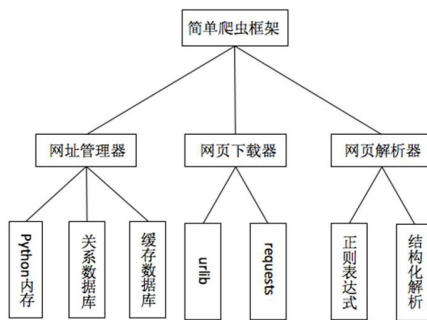 简单爬虫框架
网址管理器
网页下载器
网页解析器
Python内存
关系数据库
缓存数据库
urlib
requests
正则表达式
结构化解析